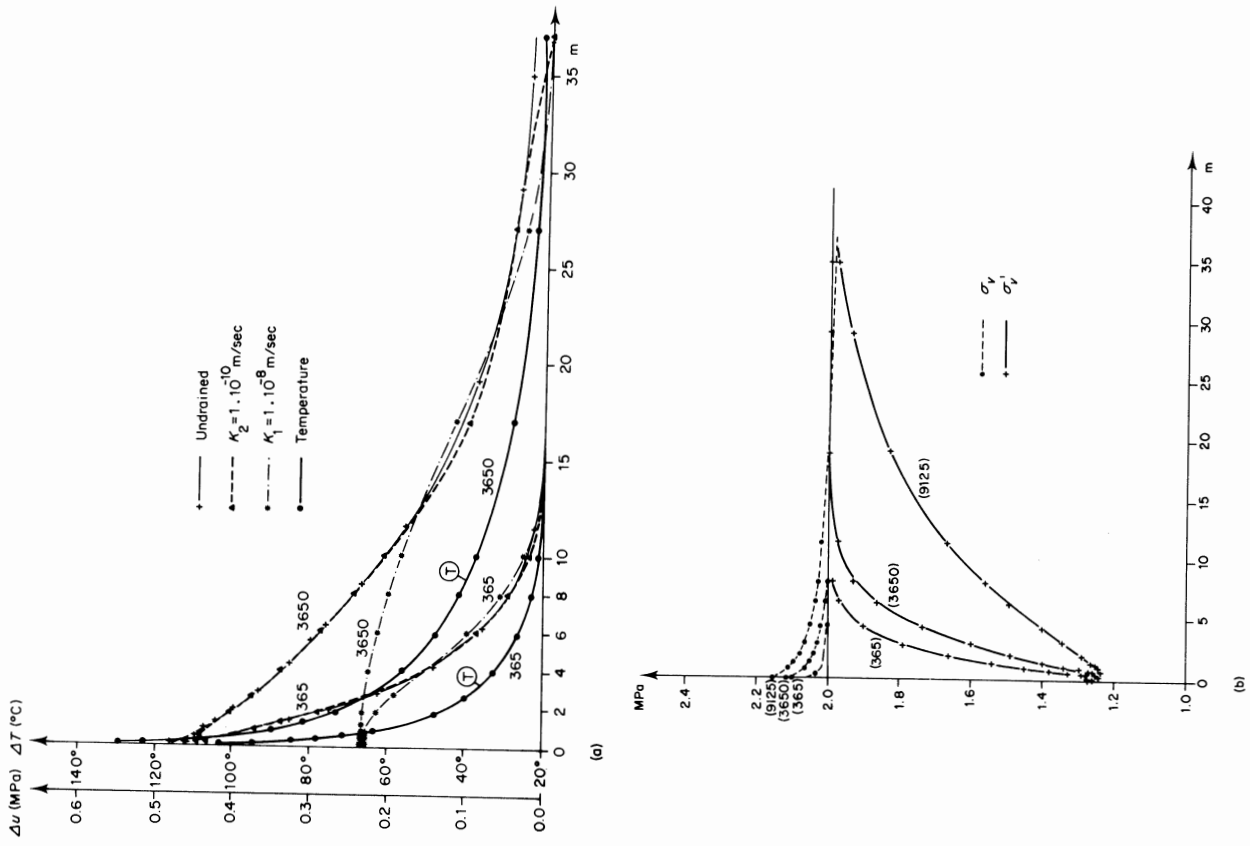 Δu (MPa) ΔT (°C)
0.6 140°
0.5 120°
0.4 100°
0.3 80°
0.2 60°
0.1 40°
0.0 20°
Undrained
K2 = 1.10^-10 m/sec
K1 = 1.10^-8 m/sec
Temperature
3650
365
3650
T
3650
365
T
365
0 2 4 6 8 10 15 20 25 30 35 m
(a)
MPa
2.4
2.2
(9125)
(3650)
(365)
2.0
1.8
1.6
1.4
1.2
1.0
σv
σv'
(365)
(3650)
(9125)
0 5 10 15 20 25 30 35 40 m
(b)